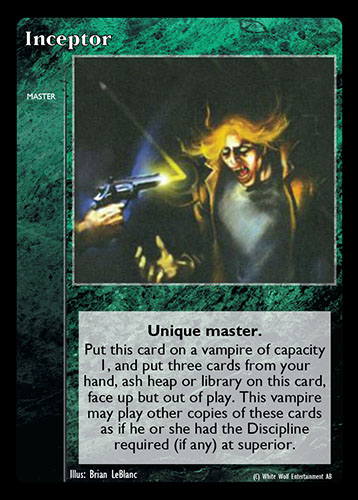 Inceptor
MASTER
Unique master.
Put this card on a vampire of capacity
1, and put three cards from your
hand, ash heap or library on this card,
face up but out of play. This vampire
may play other copies of these cards
as if he or she had the Discipline
required (if any) at superior.
Illus: Brian LeBlanc
(C) White Wolf Entertainment AB